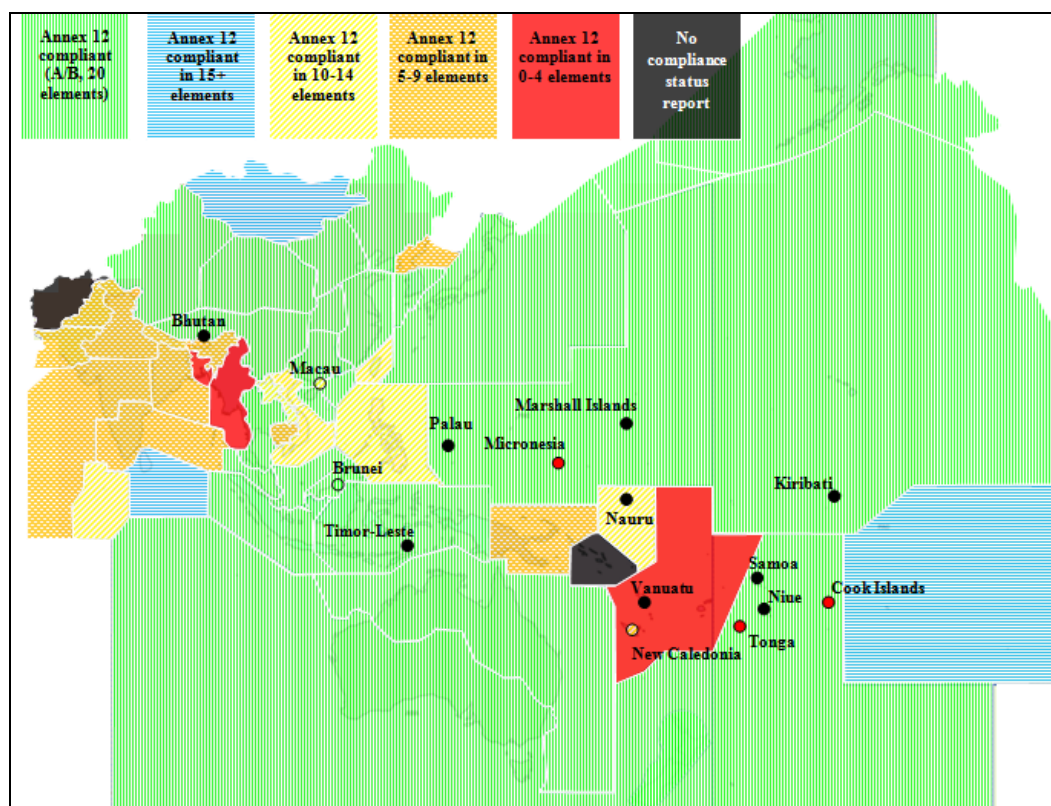 Annex 12
compliant
(A/B, 20
elements)
Annex 12
compliant
in 15+
elements
Annex 12
compliant
in 10-14
elements
Annex 12
compliant in
5-9 elements
Annex 12
compliant in
0-4 elements
No
compliance
status
report
Bhutan
Macau
Marshall Islands
Palau
Micronesia
Brunei
Kiribati
Nauru
Timor-Leste
Samoa
Vanuatu
Niue
Cook Islands
Tonga
New Caledonia